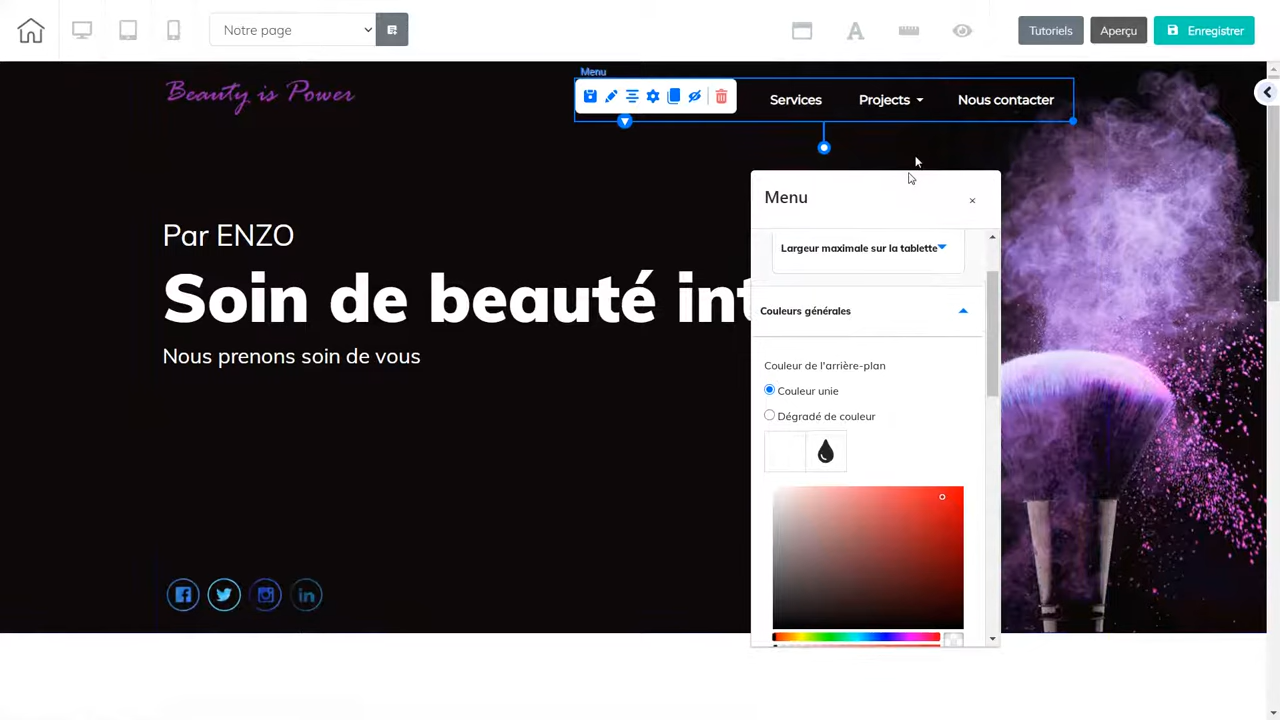 Notre page
A
Tutoriels
Aperçu
Enregistrer
Menu
Beauty is Power
Services
Projects
Nous contacter
Menu
×
Par ENZO
Largeur maximale sur la tablette
Soin de beauté int
Couleurs générales
Nous prenons soin de vous
Couleur de l'arrière-plan
Couleur unie
Dégradé de couleur
in